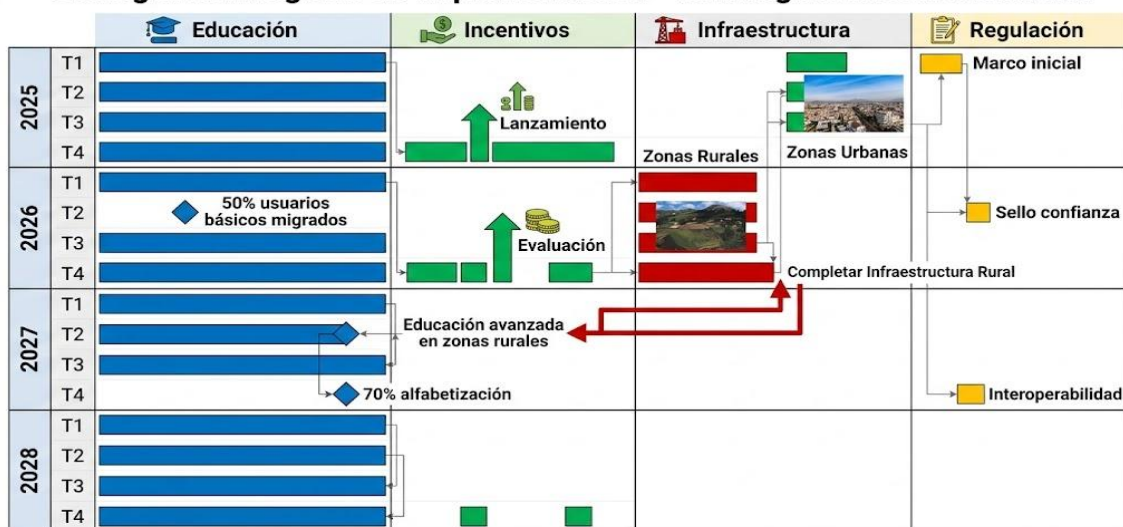 Educación
Incentivos
Infraestructura
Regulación
2025
T1
Marco inicial
T2
T3
Lanzamiento
T4
Zonas Rurales
Zonas Urbanas
2026
T1
T2
50% usuarios
básicos migrados
Sello confianza
T3
Evaluación
T4
Completar Infraestructura Rural
2027
T1
T2
Educación avanzada
en zonas rurales
T3
T4
70% alfabetización
Interoperabilidad
2028
T1
T2
T3
T4